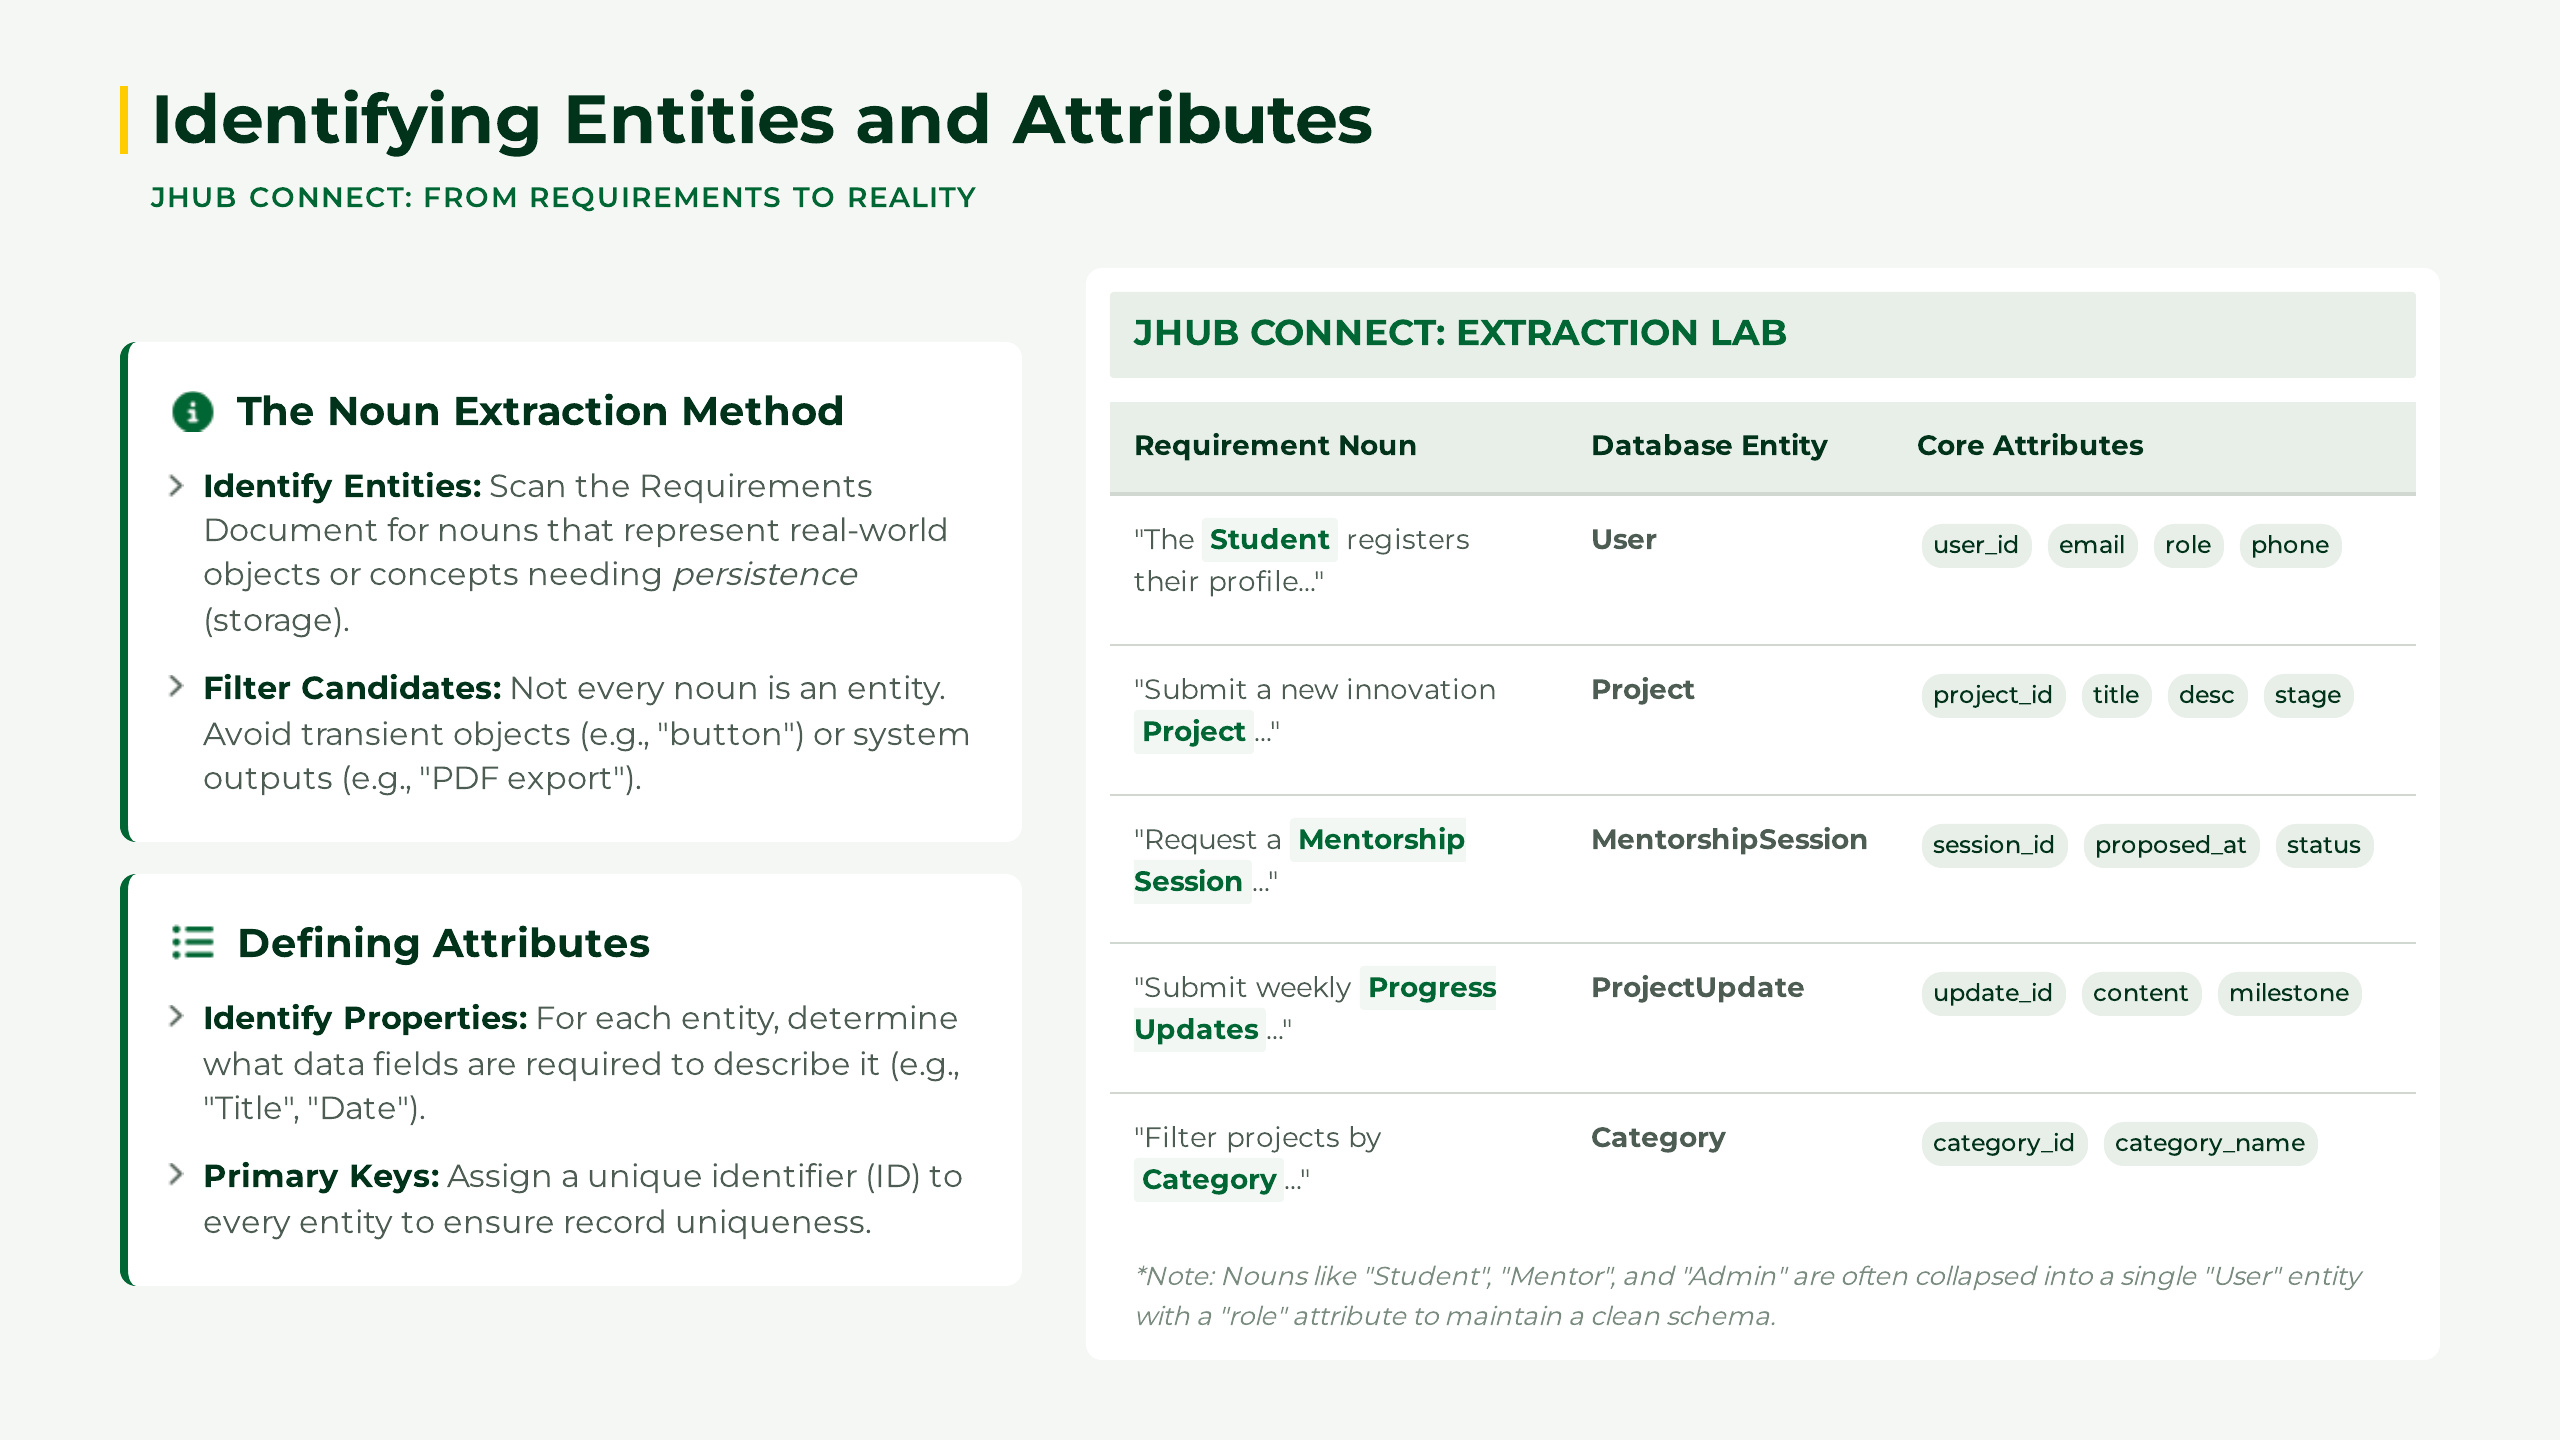 Identifying Entities and Attributes
JHUB CONNECT: FROM REQUIREMENTS TO REALITY
The Noun Extraction Method
Identify Entities: Scan the Requirements
Document for nouns that represent real-world
objects or concepts needing persistence
(storage).
Filter Candidates: Not every noun is an entity.
Avoid transient objects (e.g., "button") or system
outputs (e.g., "PDF export").
Defining Attributes
Identify Properties: For each entity, determine
what data fields are required to describe it (e.g.,
"Title", "Date").
Primary Keys: Assign a unique identifier (ID) to
every entity to ensure record uniqueness.
JHUB CONNECT: EXTRACTION LAB
Requirement Noun Database Entity Core Attributes
"The Student registers User user_id email role phone
their profile..."
"Submit a new innovation Project project_id title desc stage
Project ..."
"Request a Mentorship MentorshipSession session_id proposed_at status
Session ..."
"Submit weekly Progress ProjectUpdate update_id content milestone
Updates ..."
"Filter projects by Category category_id category_name
Category ..."
*Note: Nouns like "Student", "Mentor", and "Admin" are often collapsed into a single "User" entity
with a "role" attribute to maintain a clean schema.